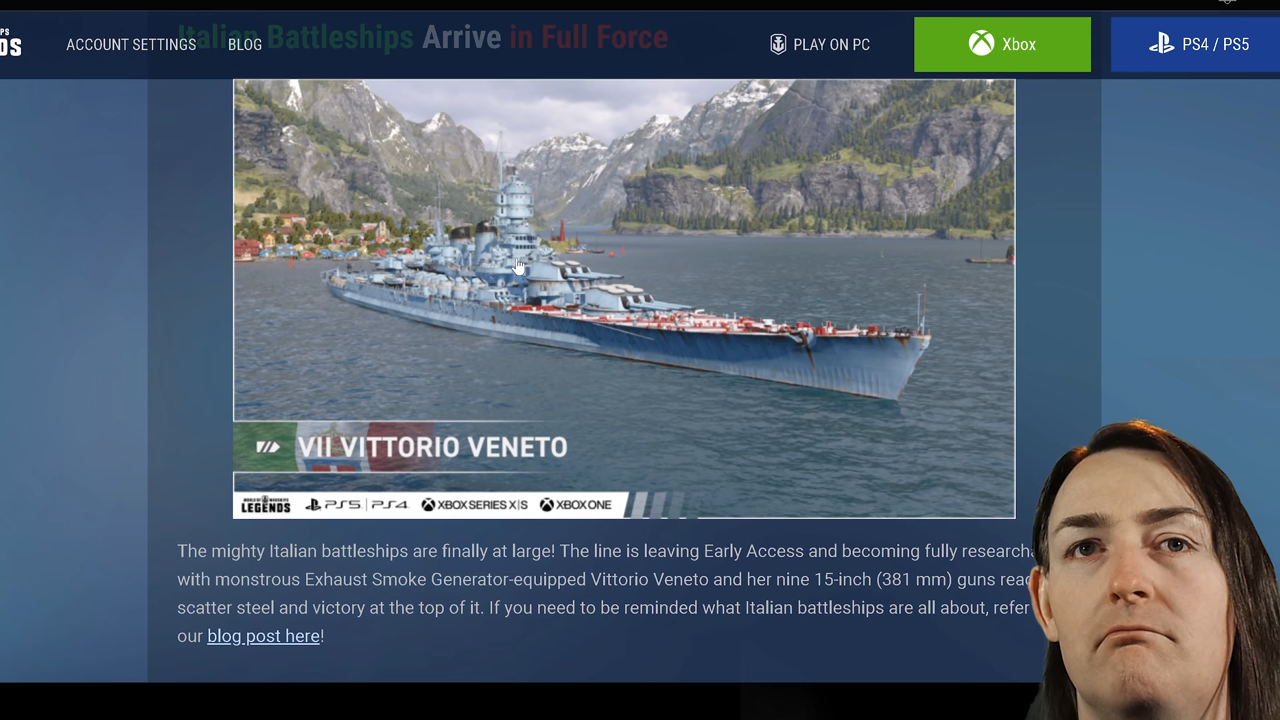 Italian Battleships Arrive in Full Force
ACCOUNT SETTINGS BLOG PLAY ON PC Xbox PS4 / PS5
VII VITTORIO VENETO
WORLD OF WARSHIPS
LEGENDS PS5 | PS4 XBOX SERIES X|S XBOX ONE
The mighty Italian battleships are finally at large! The line is leaving Early Access and becoming fully
with monstrous Exhaust Smoke Generator-equipped Vittorio Veneto and her nine 15-inch (381 mm) guns
scatter steel and victory at the top of it. If you need to be reminded what Italian battleships are all about, refer
our blog post here!